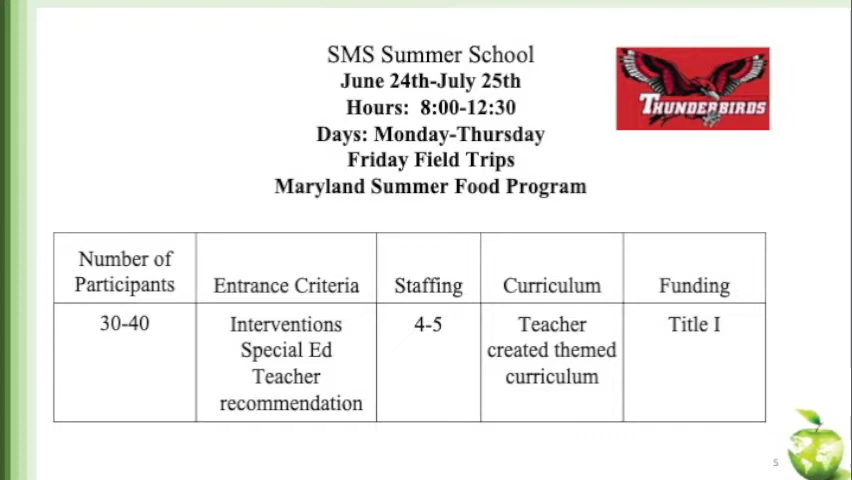 SMS Summer School
June 24th-July 25th
Hours: 8:00-12:30
Days: Monday-Thursday
Friday Field Trips
Maryland Summer Food Program
THUNDERBIRDS
Number of
Participants
Entrance Criteria
Staffing
Curriculum
Funding
30-40
Interventions
Special Ed
Teacher
recommendation
4-5
Teacher
created themed
curriculum
Title I
5